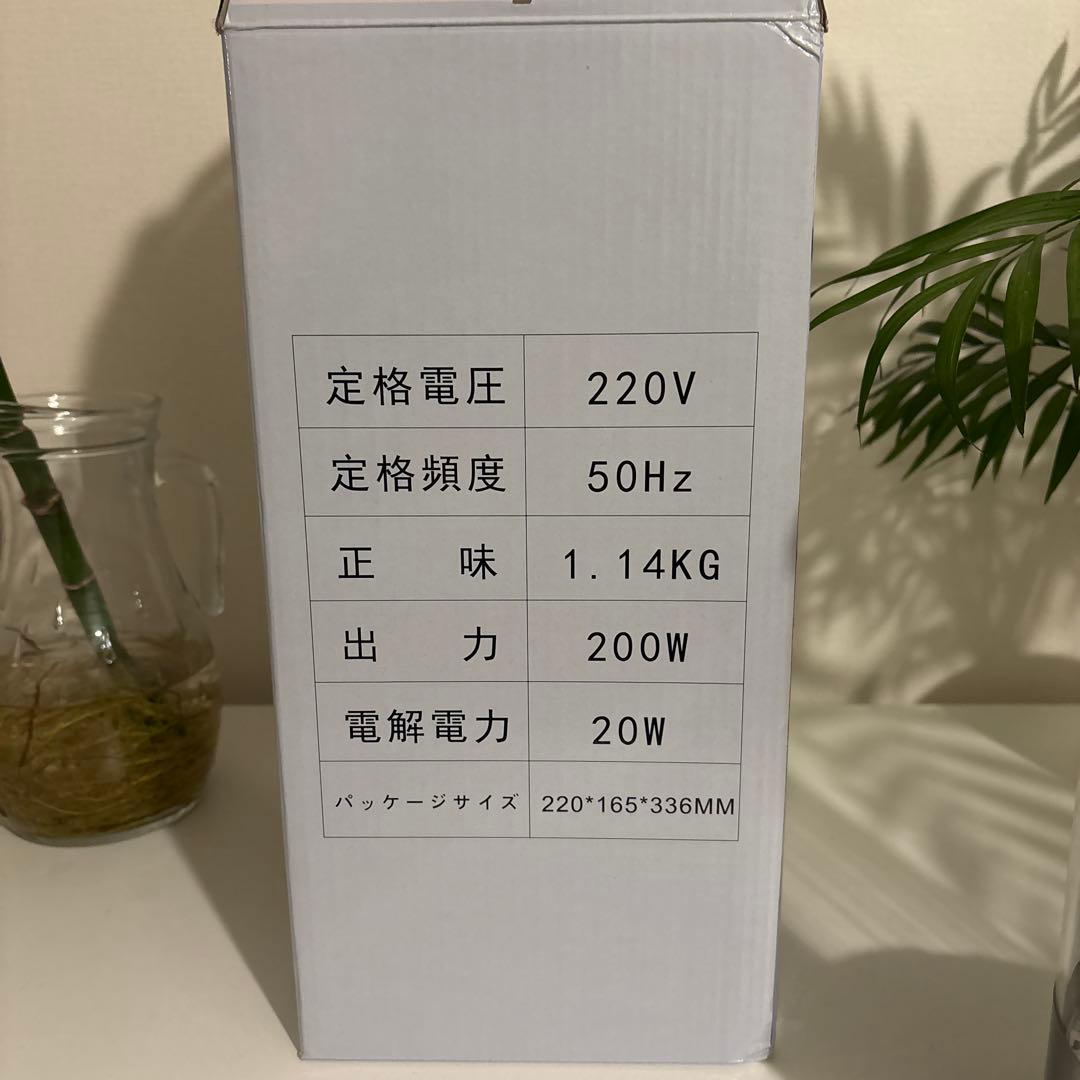 定格電圧 220V
定格頻度 50Hz
正味 1.14KG
出力 200W
電解電力 20W
パッケージサイズ 220*165*336MM